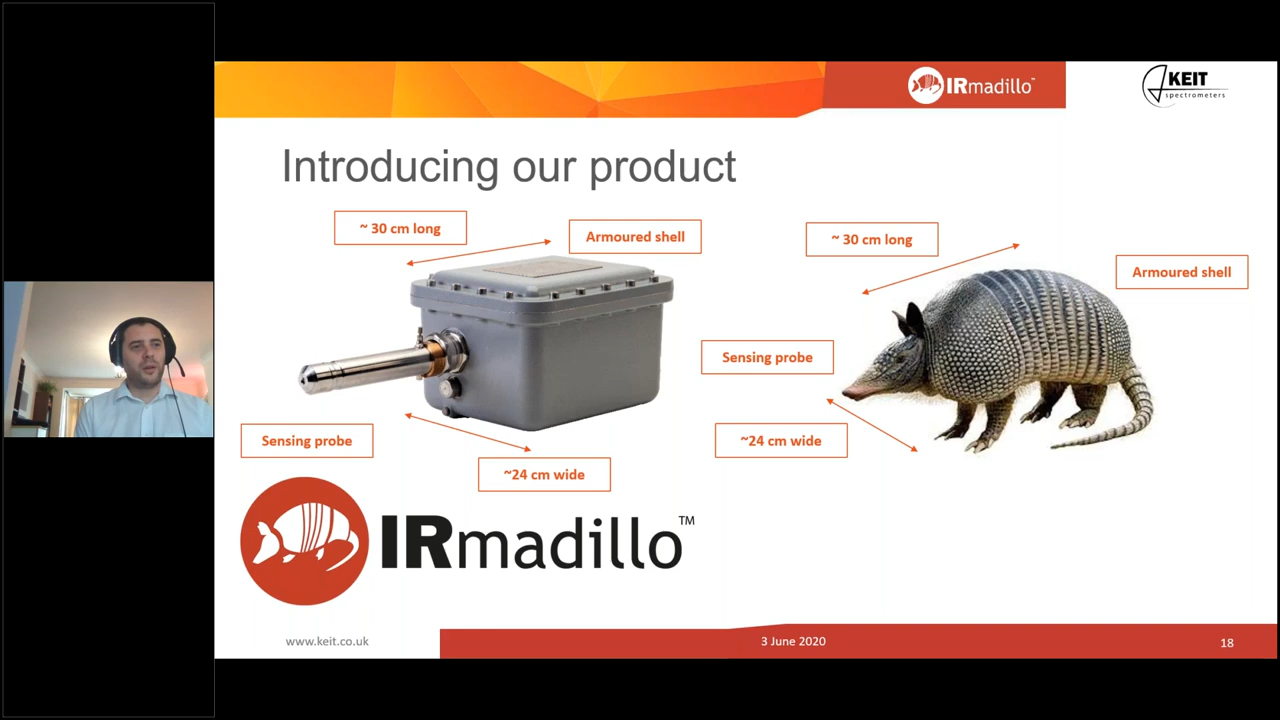 IRmadillo™
KEIT
spectrometers
Introducing our product
~ 30 cm long
Armoured shell
~ 30 cm long
Armoured shell
Sensing probe
Sensing probe
~24 cm wide
~24 cm wide
IRmadillo™
www.keit.co.uk
3 June 2020
18